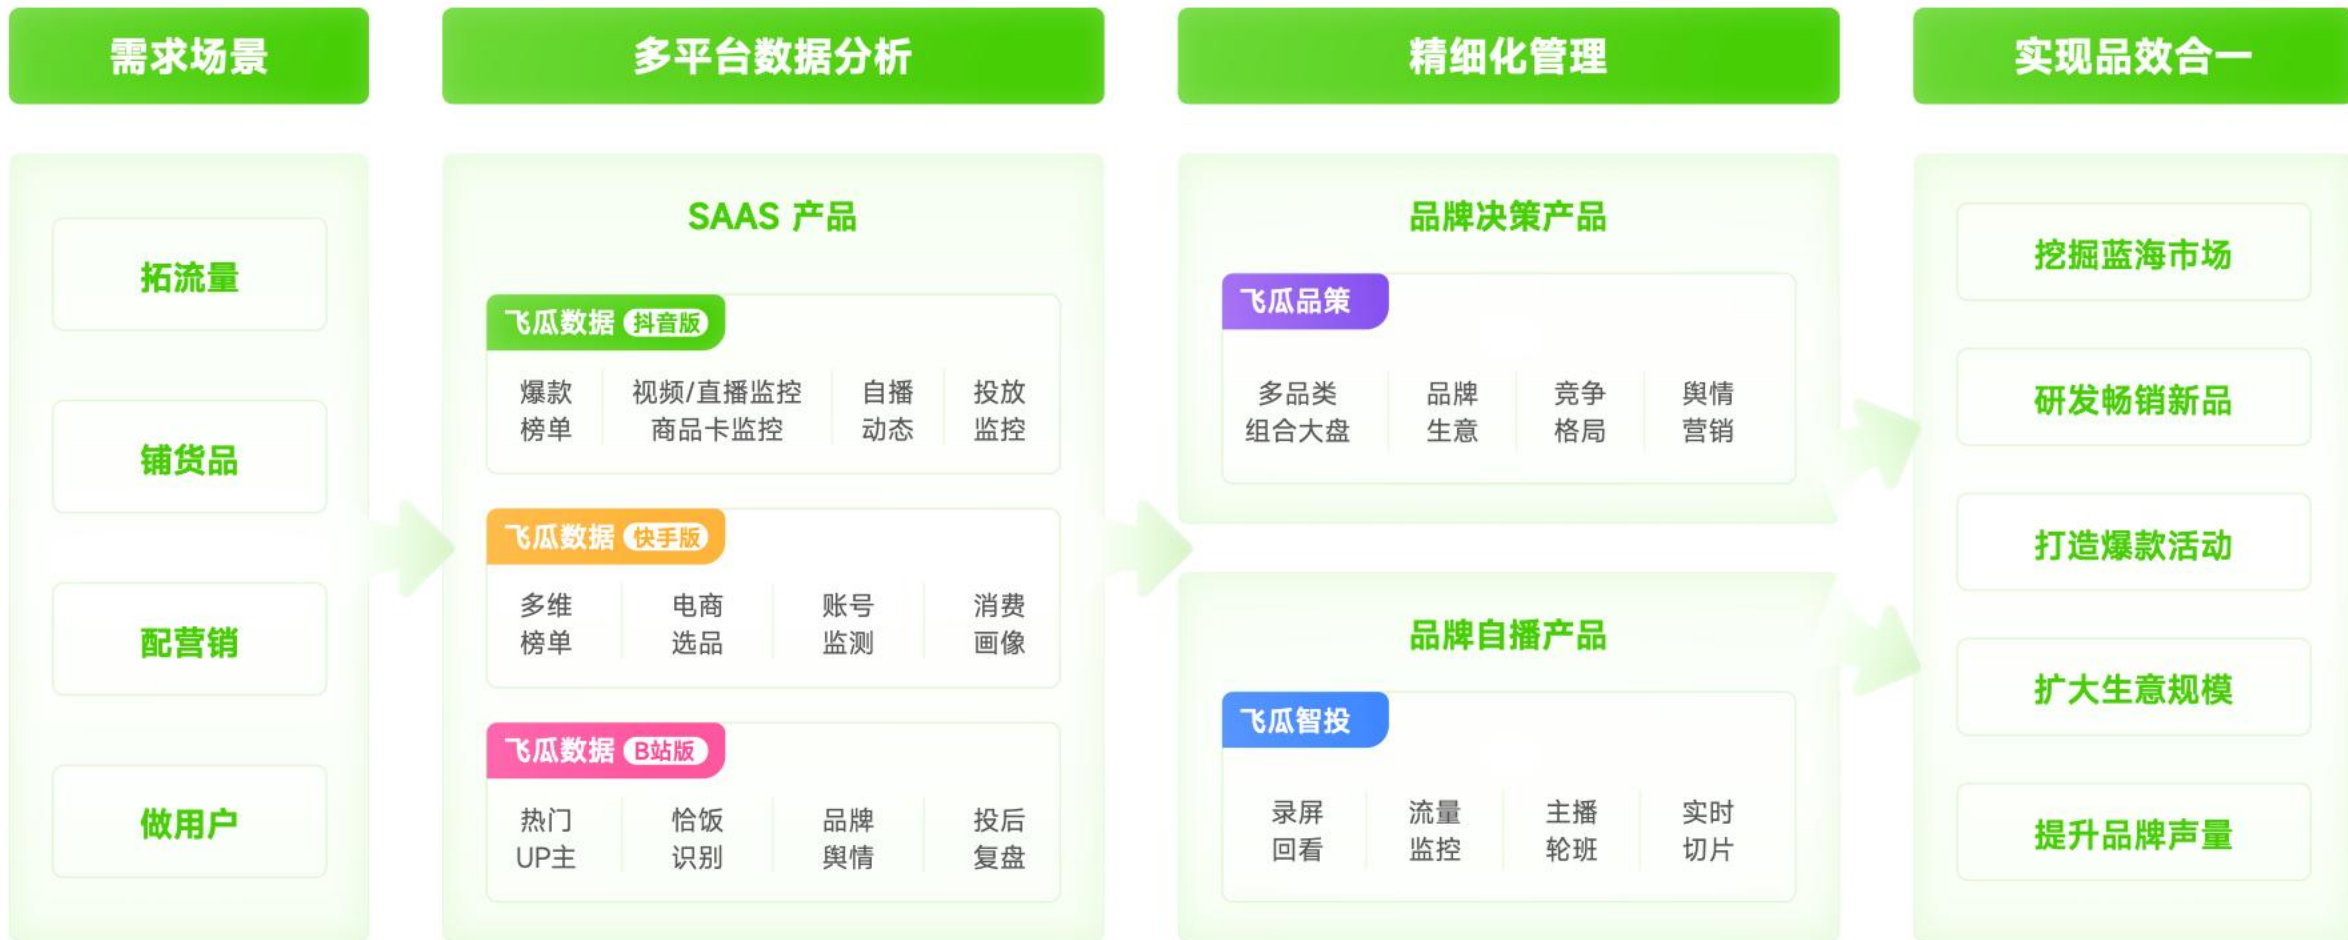 需求场景
拓流量
铺货品
配营销
做用户
多平台数据分析
SAAS 产品
飞瓜数据 抖音版
爆款 视频/直播监控 自播 投放
榜单 商品卡监控 动态 监控
飞瓜数据 快手版
多维 电商 账号 消费
榜单 选品 监测 画像
飞瓜数据 B站版
热门 恰饭 品牌 投后
UP主 识别 舆情 复盘
精细化管理
品牌决策产品
飞瓜品策
多品类 品牌 竞争 舆情
组合大盘 生意 格局 营销
品牌自播产品
飞瓜智投
录屏 流量 主播 实时
回看 监控 轮班 切片
实现品效合一
挖掘蓝海市场
研发畅销新品
打造爆款活动
扩大生意规模
提升品牌声量